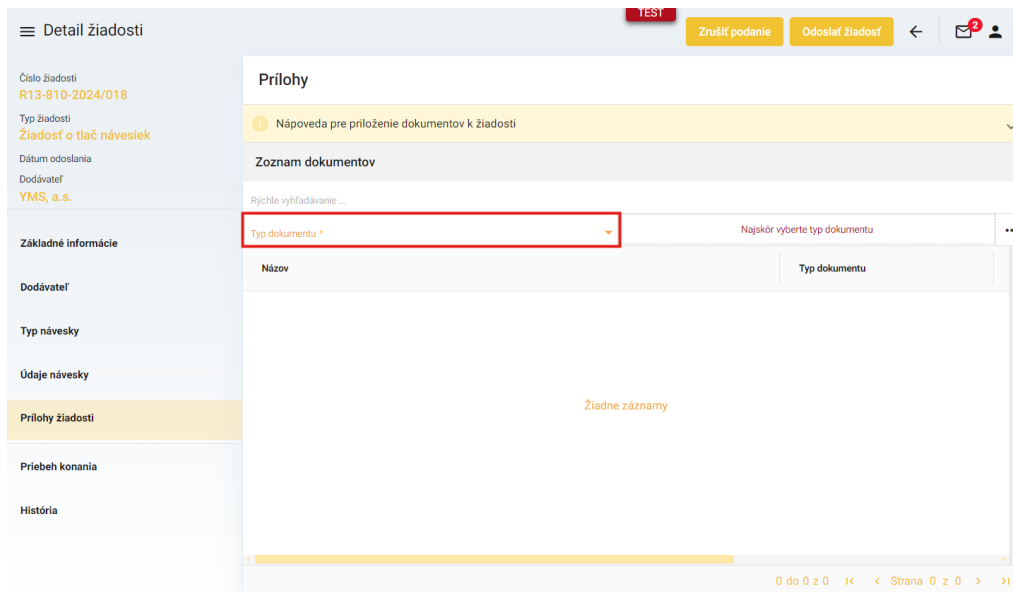 TEST
Detail žiadosti
Zrušiť podanie
Odoslať žiadosť
2
Číslo žiadosti
R13-810-2024/018
Typ žiadosti
Žiadosť o tlač návesiek
Dátum odoslania
Dodávateľ
YMS, a.s.
Základné informácie
Dodávateľ
Typ návesky
Údaje návesky
Prílohy žiadosti
Priebeh konania
História
Prílohy
Nápoveda pre priloženie dokumentov k žiadosti
Zoznam dokumentov
Rýchle vyhľadávanie ...
Typ dokumentu *
Najskôr vyberte typ dokumentu
Názov
Typ dokumentu
Žiadne záznamy
0 do 0 z 0
Strana 0 z 0